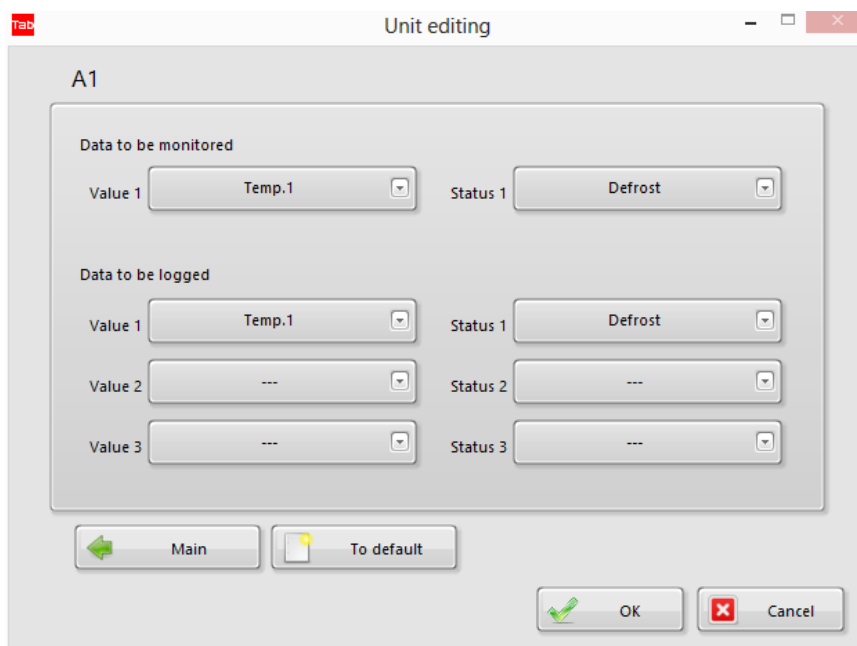 Tab Unit editing
A1
Data to be monitored
Value 1 Temp.1 Status 1 Defrost
Data to be logged
Value 1 Temp.1 Status 1 Defrost
Value 2 --- Status 2 ---
Value 3 --- Status 3 ---
Main To default
OK Cancel